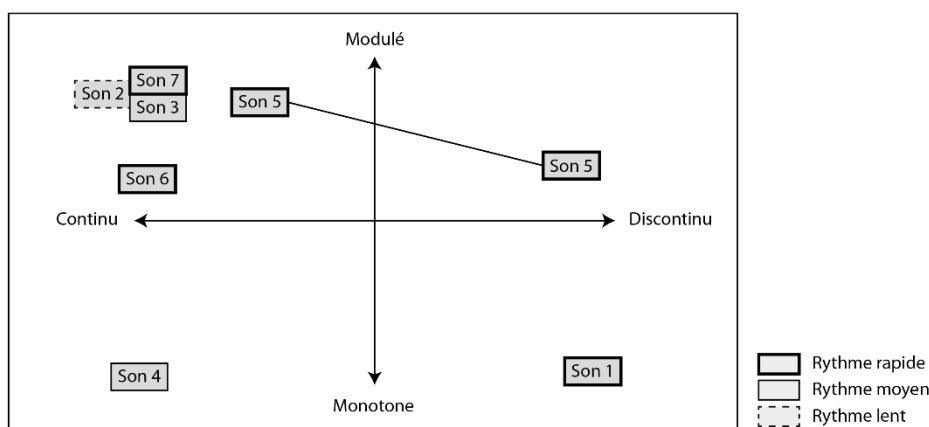 Modulé
Son 7
Son 2
Son 3
Son 5
Son 5
Son 6
Continu
Discontinu
Son 4
Son 1
Monotone
Rythme rapide
Rythme moyen
Rythme lent